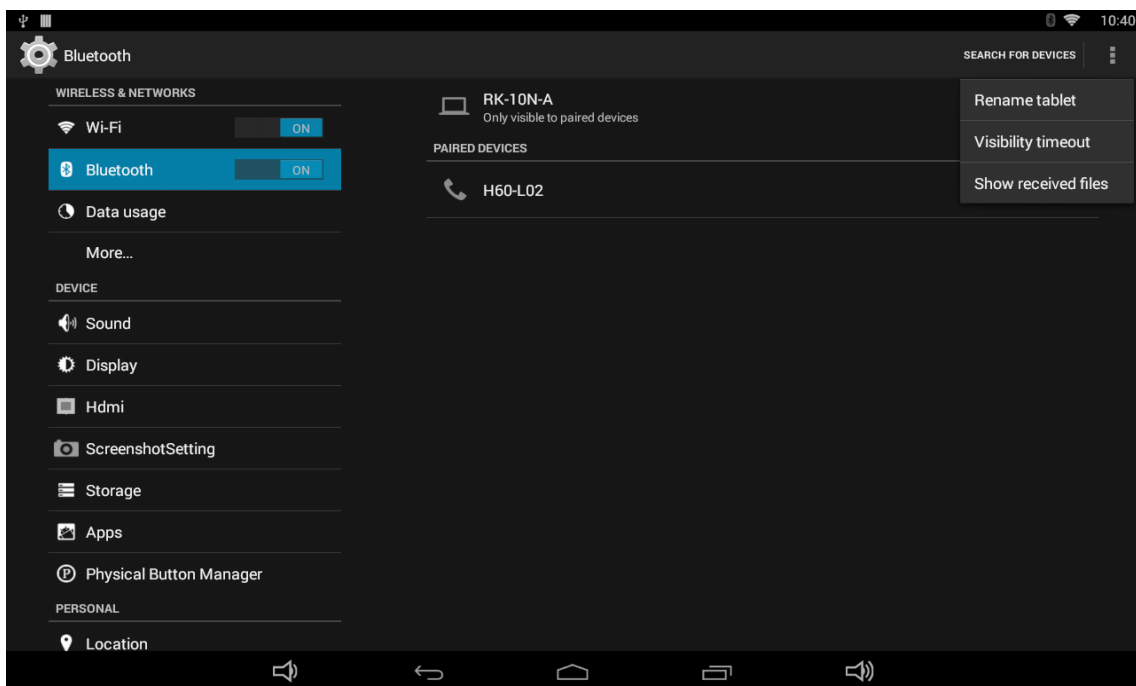 10:40
Bluetooth
SEARCH FOR DEVICES
WIRELESS & NETWORKS
Wi-Fi
ON
Bluetooth
ON
Data usage
More...
DEVICE
Sound
Display
Hdmi
ScreenshotSetting
Storage
Apps
Physical Button Manager
PERSONAL
Location
RK-10N-A
Only visible to paired devices
PAIRED DEVICES
H60-L02
Rename tablet
Visibility timeout
Show received files